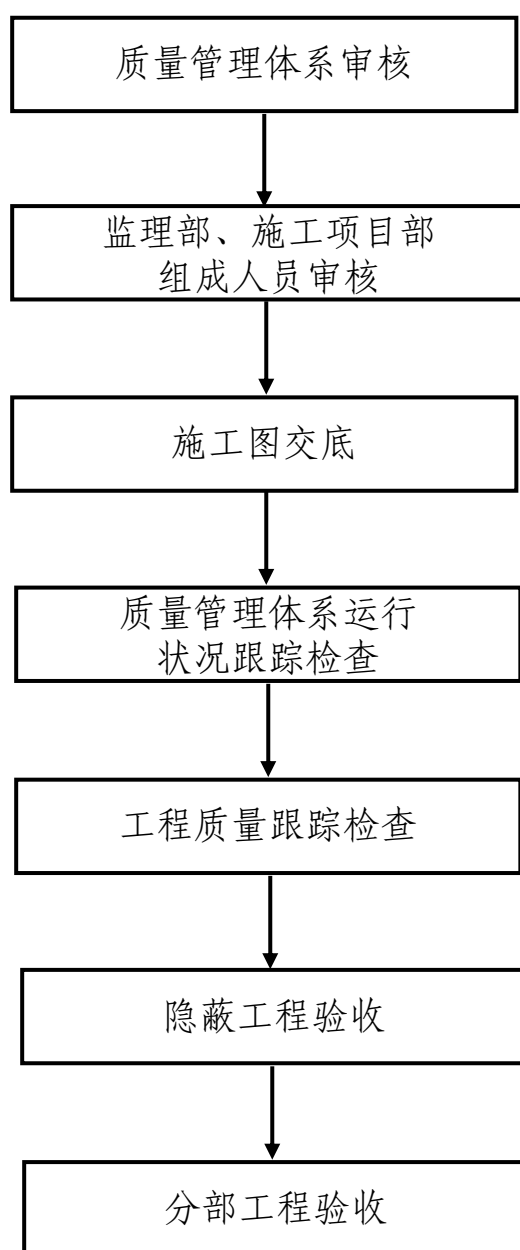 质量管理体系审核
监理部、施工项目部
组成人员审核
施工图交底
质量管理体系运行
状况跟踪检查
工程质量跟踪检查
隐蔽工程验收
分部工程验收